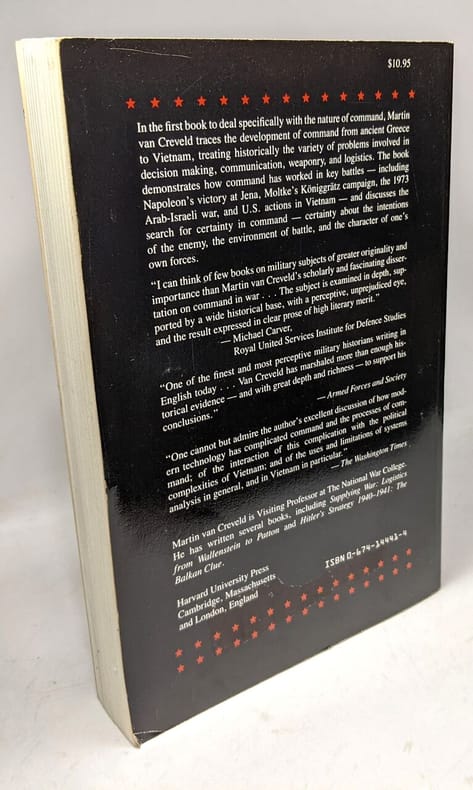 $10.95
In the first book to deal specifically with the nature of command, Martin
van Creveld traces the development of command from ancient Greece
to Vietnam, treating historically the variety of problems involved in
decision making, communication, weaponry, and logistics. The book
demonstrates how command has worked in key battles — including
Napoleon's victory at Jena, Moltke's Königgrätz campaign, the 1973
Arab-Israeli war, and U.S. actions in Vietnam — and discusses the
search for certainty in command — certainty about the intentions
of the enemy, the environment of battle, and the character of one's
own forces.
"I can think of few books on military subjects of greater originality and
importance than Martin van Creveld's scholarly and fascinating disser-
tation on command in war . . . The subject is examined in depth, sup-
ported by a wide historical base, with a perceptive, unprejudiced eye,
and the result expressed in clear prose of high literary merit."
— Michael Carver,
Royal United Services Institute for Defence Studies
"One of the finest and most perceptive military historians writing in
English today . . . Van Creveld has marshaled more than enough his-
torical evidence — and with great depth and richness — to support his
conclusions."
— Armed Forces and Society
"One cannot but admire the author's excellent discussion of how mod-
ern technology has complicated command and the processes of com-
mand; of the interaction of this complication with the political
complexities of Vietnam; and of the uses and limitations of systems
analysis in general, and in Vietnam in particular."
— The Washington Times
Martin van Creveld is Visiting Professor at The National War College.
He has written several books, including Supplying War: Logistics
from Wallenstein to Patton and Hitler's Strategy 1940–1941: The
Balkan Clue.
Harvard University Press
Cambridge, Massachusetts
and London, England
ISBN 0-674-14441-4